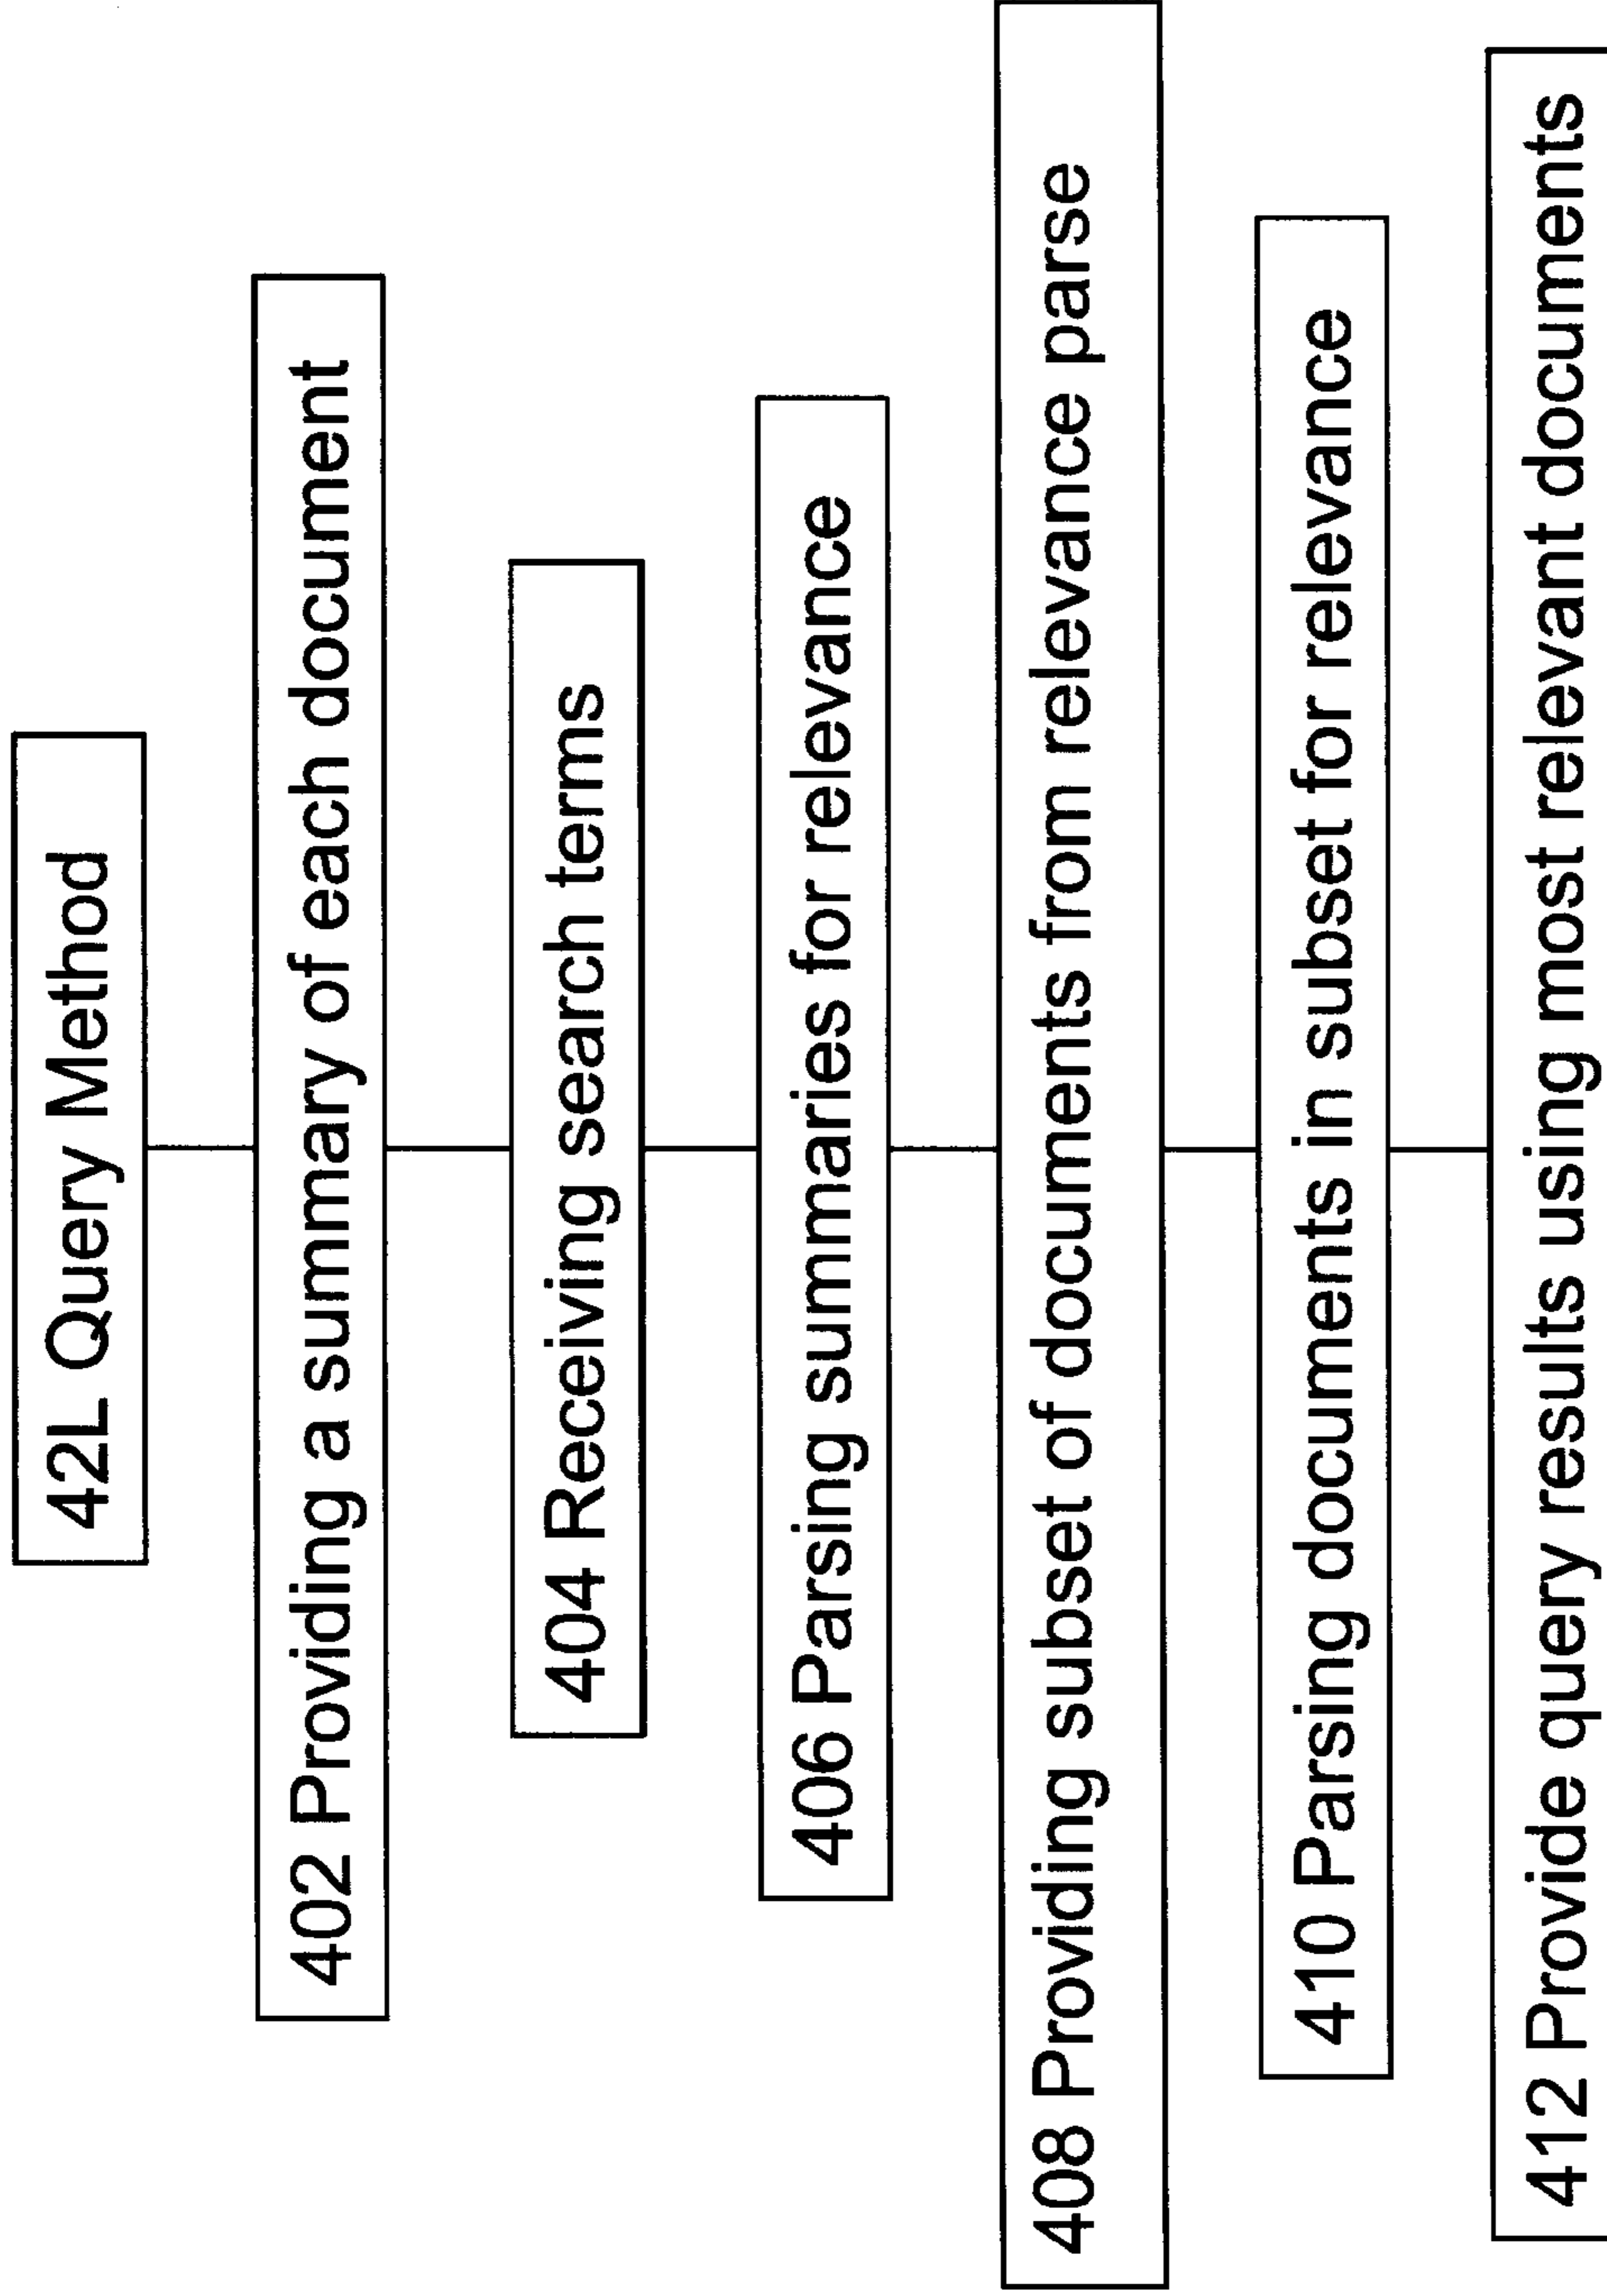 42L Query Method
402 Providing a summary of each document
404 Receiving search terms
406 Parsing summaries for relevance
408 Providing subset of documents from relevance parse
410 Parsing documents in subset for relevance
412 Provide query results using most relevant documents